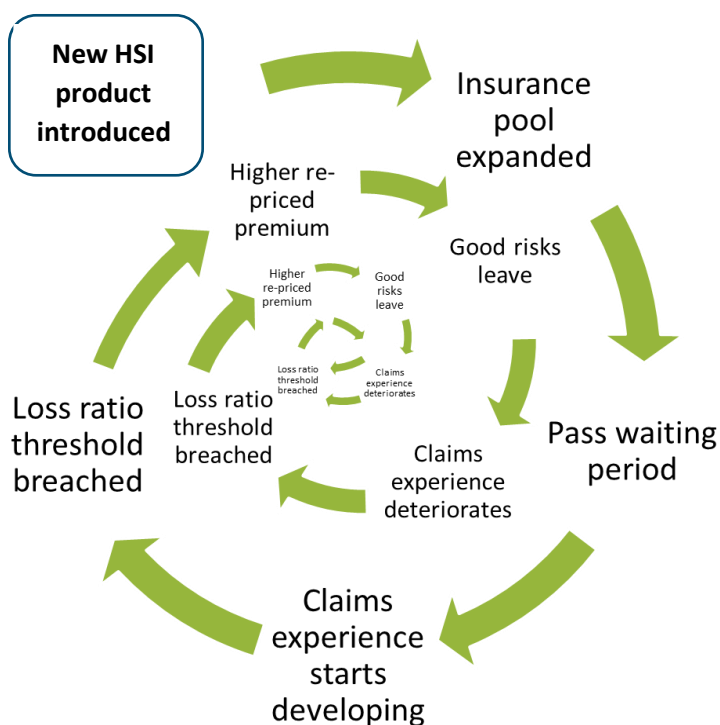 New HSI
product
introduced
Insurance
pool
expanded
Pass waiting
period
Claims
experience
starts
developing
Loss ratio
threshold
breached
Higher re-
priced
premium
Good risks
leave
Claims
experience
deteriorates
Loss ratio
threshold
breached
Higher
re-priced
premium
Good
risks
leave
Claims
experience
deteriorates
Loss ratio
threshold
breached